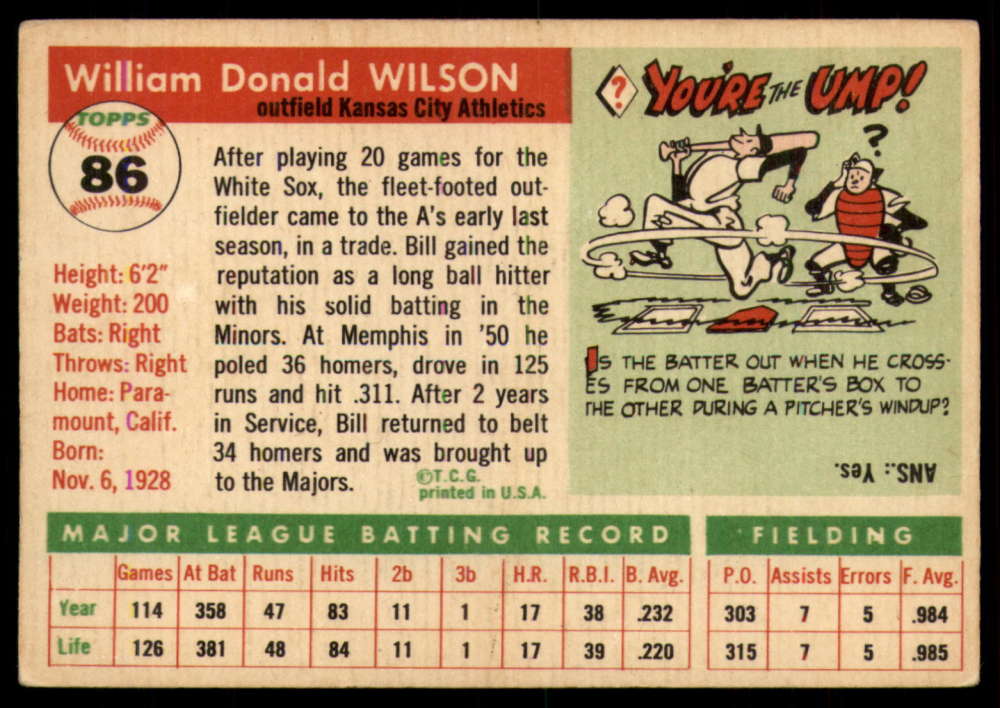 William Donald WILSON
outfield Kansas City Athletics
TOPPS
86
Height: 6'2"
Weight: 200
Bats: Right
Throws: Right
Home: Para-
mount, Calif.
Born:
Nov. 6, 1928
After playing 20 games for the
White Sox, the fleet-footed out-
fielder came to the A's early last
season, in a trade. Bill gained the
reputation as a long ball hitter
with his solid batting in the
Minors. At Memphis in '50 he
poled 36 homers, drove in 125
runs and hit .311. After 2 years
in Service, Bill returned to belt
34 homers and was brought up
to the Majors.
©T.C.G.
printed in U.S.A.
? YOU'RE THE UMP!
?
IS THE BATTER OUT WHEN HE CROSS-
ES FROM ONE BATTER'S BOX TO
THE OTHER DURING A PITCHER'S WINDUP?
ANS.: Yes.
MAJOR LEAGUE BATTING RECORD
Games At Bat Runs Hits 2b 3b H.R. R.B.I. B. Avg.
Year 114 358 47 83 11 1 17 38 .232
Life 126 381 48 84 11 1 17 39 .220
FIELDING
P.O. Assists Errors F. Avg.
303 7 5 .984
315 7 5 .985